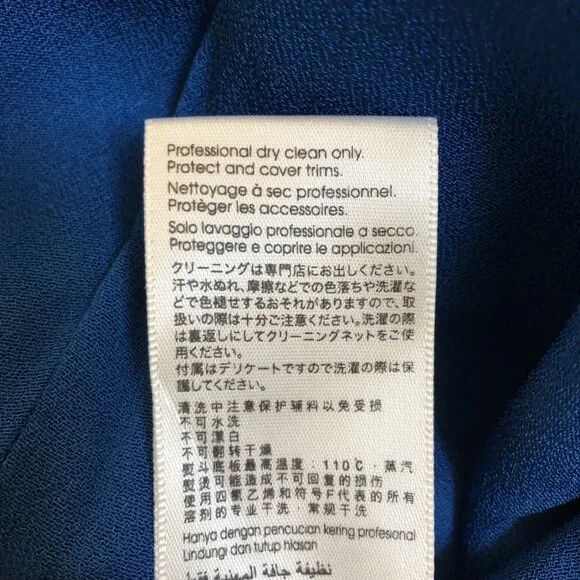 Professional dry clean only.
Protect and cover trims.
Nettoyage à sec professionnel.
Protèger les accessoires.
Solo lavaggio professionale a secco.
Proteggere e coprire le applicazioni.
クリーニングは専門店にお出しください。
汗や水ぬれ、摩擦などでの色落ちや洗濯な
どで色褪せするおそれがありますので、取
扱いの際は十分ご注意ください。洗濯の際
は裏返しにしてクリーニングネットをご使
用ください。
付属はデリケートですので洗濯の際は保
護してください。
清洗中注意保护辅料以免受损
不可水洗
不可漂白
不可翻转干燥
熨斗底板最高温度：110C，蒸汽
熨烫可能造成不可回复的损伤
使用四氯乙烯和符号F代表的所有
溶剂的专业干洗，常规干洗
Hanya dengan pencucian kering profesional
Lindungi dan tutup hiasan